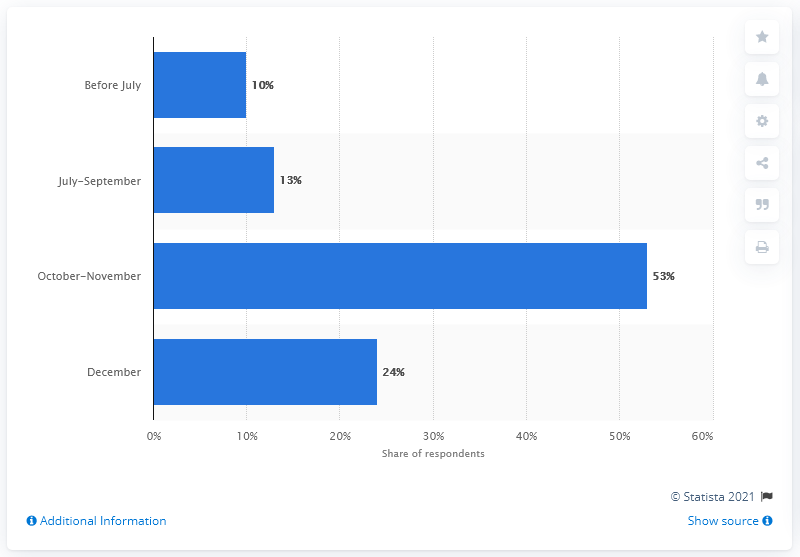 Before July
10%
July–September
13%
October–November
53%
December
24%
0% 10% 20% 30% 40% 50% 60%
Share of respondents
© Statista 2021
Additional Information
Show source